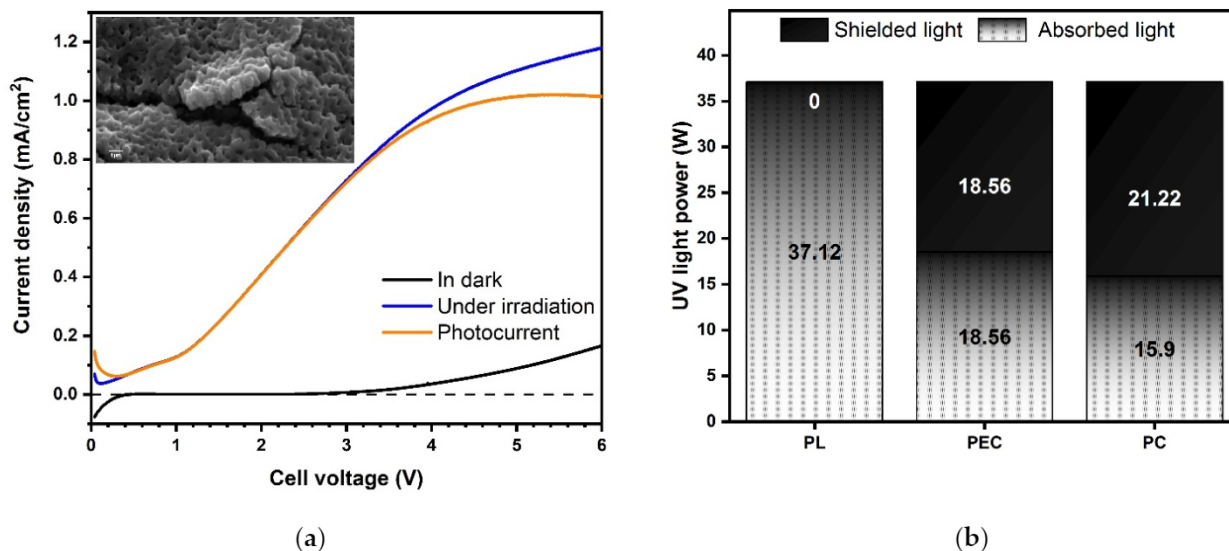 1.2
1.0
0.8
0.6
0.4
0.2
0.0
Current density (mA/cm²)
1μm
In dark
Under irradiation
Photocurrent
0 1 2 3 4 5 6
Cell voltage (V)
(a)
Shielded light Absorbed light
40
35
30
25
20
15
10
5
0
UV light power (W)
0
37.12
18.56
18.56
21.22
15.9
PL PEC PC
(b)